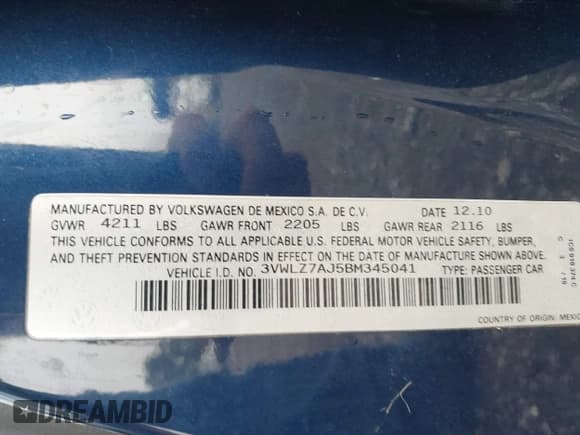 MANUFACTURED BY VOLKSWAGEN DE MEXICO S.A. DE C.V. DATE 12.10
GVWR 4211 LBS GAWR FRONT 2205 LBS GAWR REAR 2116 LBS
THIS VEHICLE CONFORMS TO ALL APPLICABLE U.S. FEDERAL MOTOR VEHICLE SAFETY, BUMPER,
AND THEFT PREVENTION STANDARDS IN EFFECT ON THE DATE OF MANUFACTURE SHOWN ABOVE.
VEHICLE I.D. NO. 3VWLZ7AJ5BM345041 TYPE: PASSENGER CAR
COUNTRY OF ORIGIN: MEXICO
DREAMBID